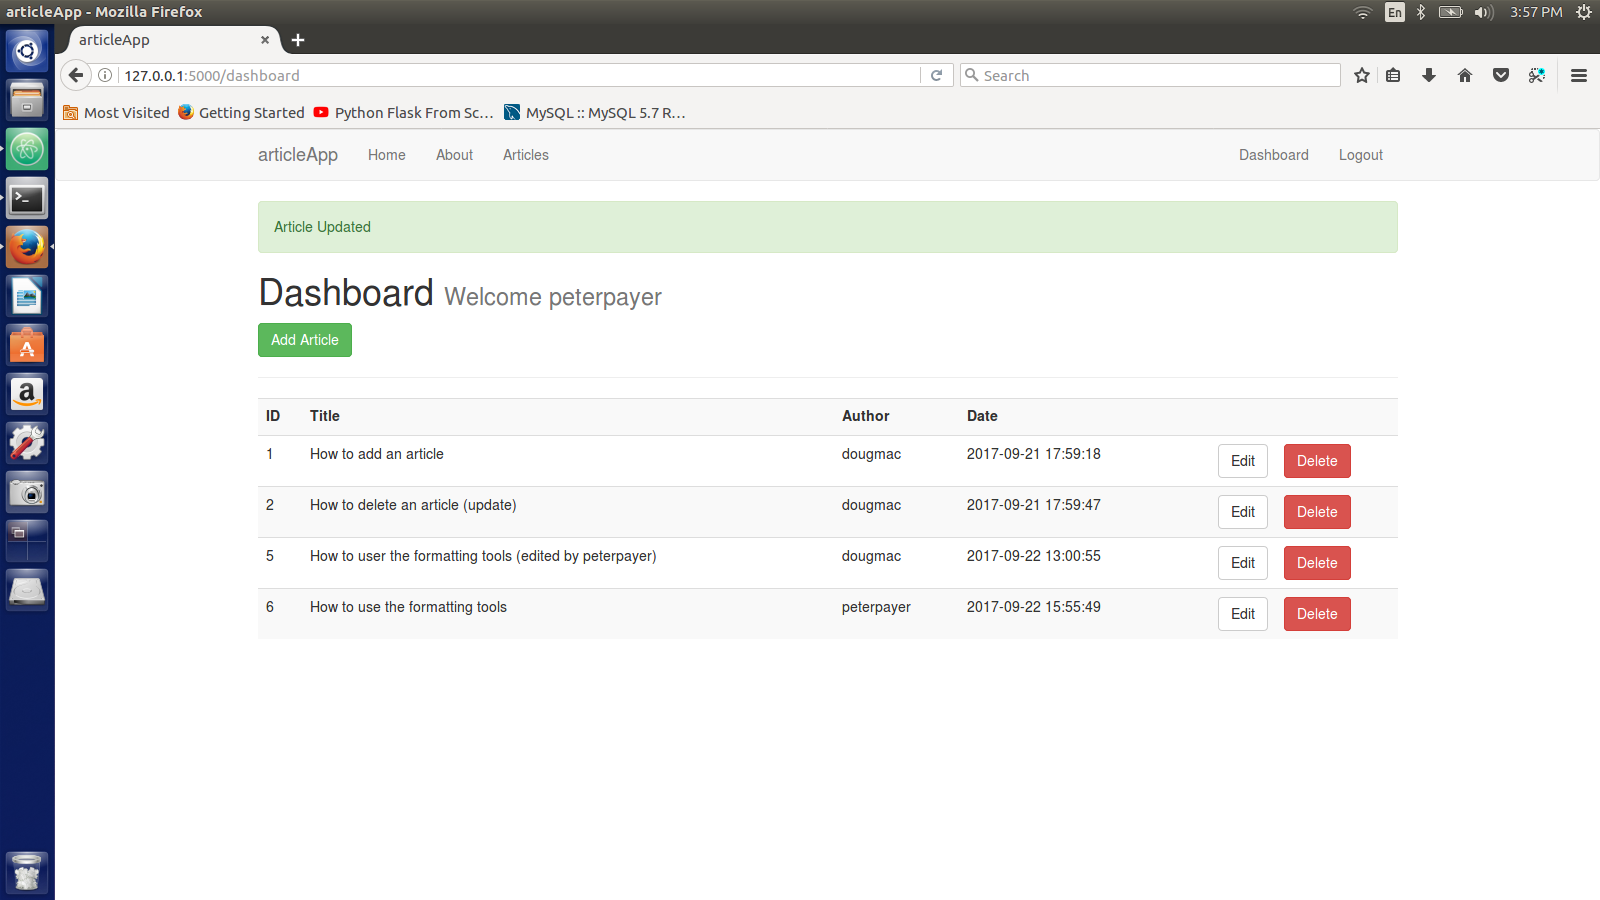 articleApp - Mozilla Firefox
En
3:57 PM
articleApp
127.0.0.1:5000/dashboard
Search
Most Visited
Getting Started
Python Flask From Sc...
MySQL :: MySQL 5.7 R...
articleApp
Home
About
Articles
Dashboard
Logout
Article Updated
Dashboard Welcome peterpayer
Add Article
ID Title Author Date
1 How to add an article dougmac 2017-09-21 17:59:18 Edit Delete
2 How to delete an article (update) dougmac 2017-09-21 17:59:47 Edit Delete
5 How to user the formatting tools (edited by peterpayer) dougmac 2017-09-22 13:00:55 Edit Delete
6 How to use the formatting tools peterpayer 2017-09-22 15:55:49 Edit Delete